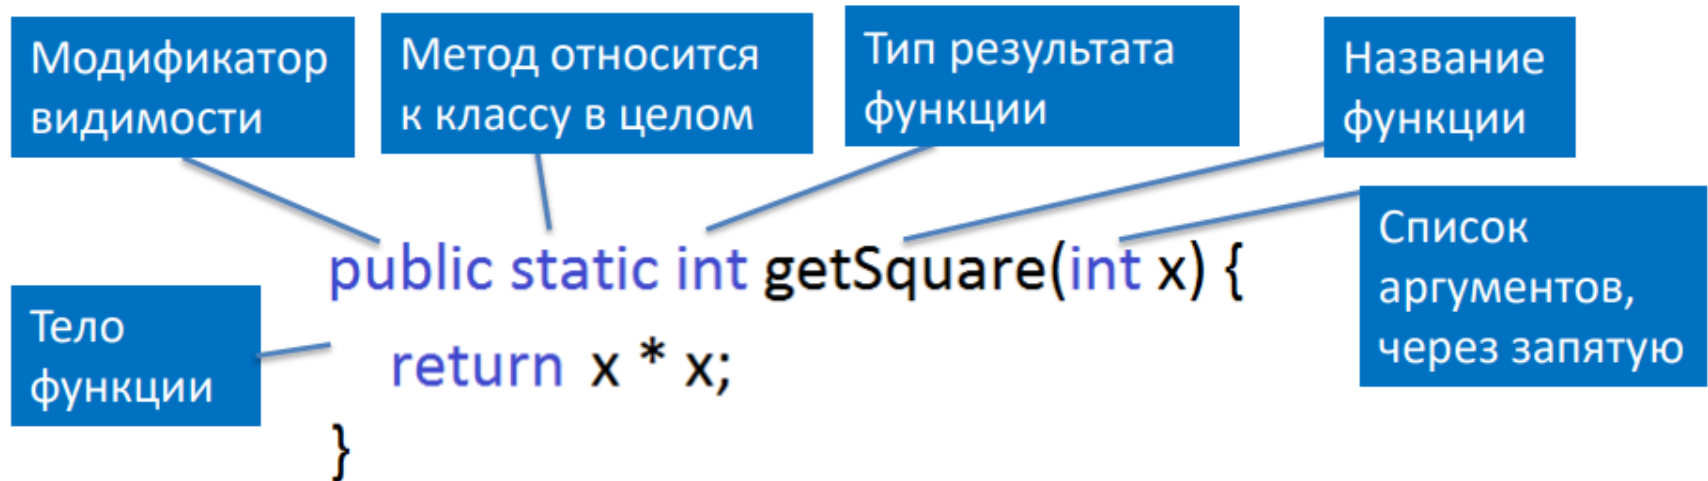 Модификатор
видимости
Метод относится
к классу в целом
Тип результата
функции
Название
функции
Список
аргументов,
через запятую
Тело
функции
public static int getSquare(int x) {
return x * x;
}